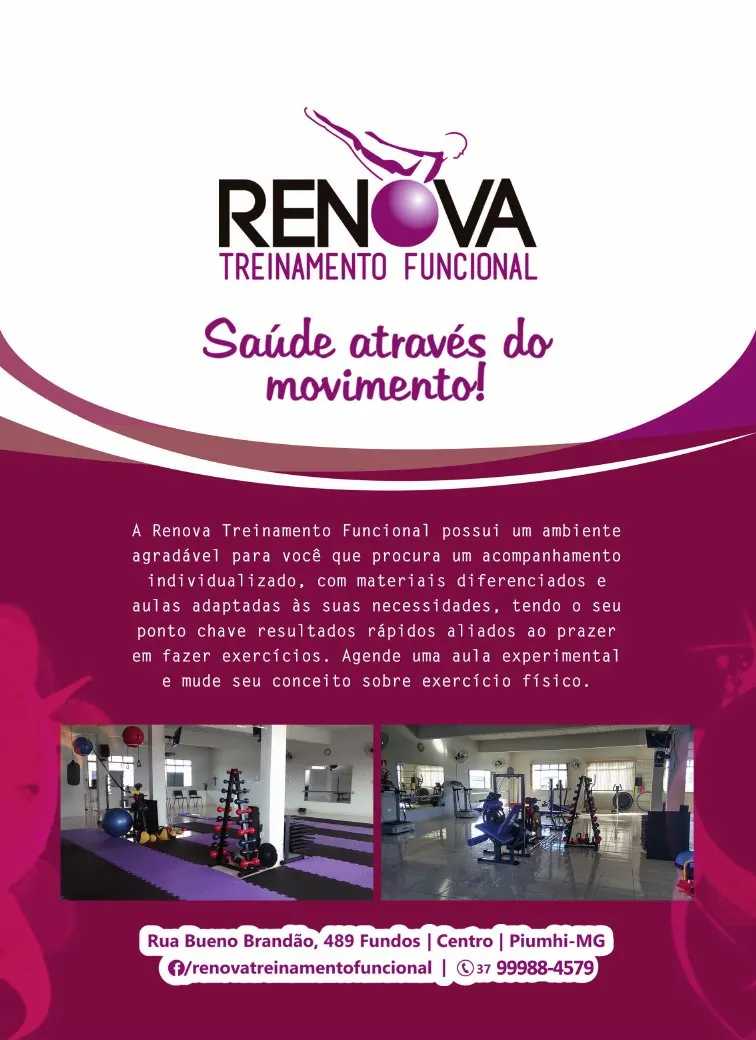 RENOVA
TREINAMENTO FUNCIONAL
Saúde através do
movimento!
A Renova Treinamento Funcional possui um ambiente
agradável para você que procura um acompanhamento
individualizado, com materiais diferenciados e
aulas adaptadas às suas necessidades, tendo o seu
ponto chave resultados rápidos aliados ao prazer
em fazer exercícios. Agende uma aula experimental
e mude seu conceito sobre exercício físico.
Rua Bueno Brandão, 489 Fundos | Centro | Piumhi-MG
/renovatreinamentofuncional | 37 99988-4579